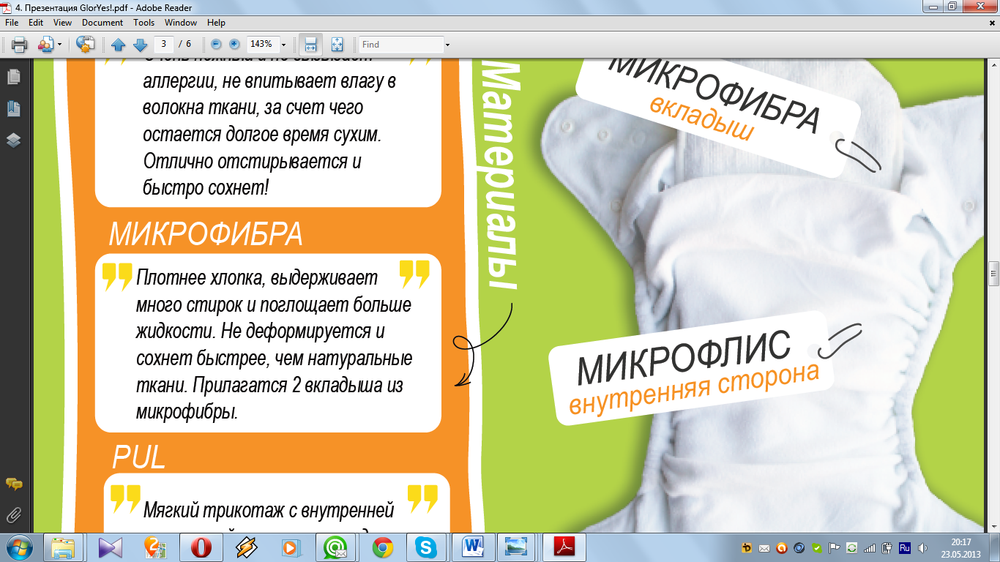 4. Презентация GlorYes!.pdf - Adobe Reader
File Edit View Document Tools Window Help
3 / 6 143% Find
аллергии, не впитывает влагу в
волокна ткани, за счет чего
остается долгое время сухим.
Отлично отстирывается и
быстро сохнет!
МИКРОФИБРА
Плотнее хлопка, выдерживает
много стирок и поглощает больше
жидкости. Не деформируется и
сохнет быстрее, чем натуральные
ткани. Прилагатся 2 вкладыша из
микрофибры.
PUL
Мягкий трикотаж с внутренней
Материалы
МИКРОФИБРА
вкладыш
МИКРОФЛИС
внутренняя сторона
Ru
20:17
23.05.2013